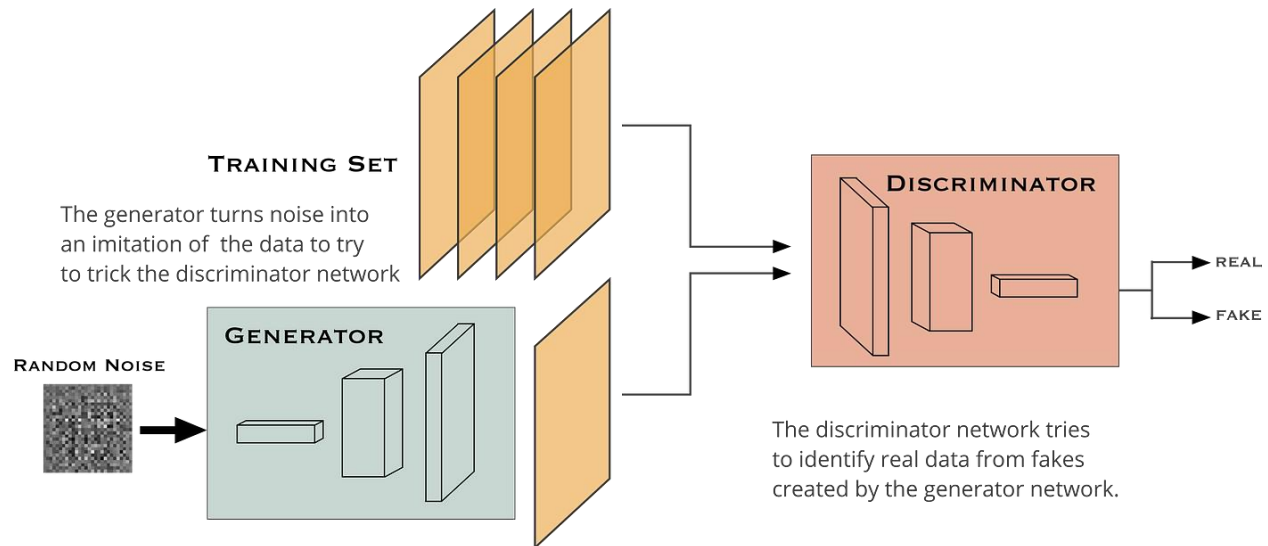 TRAINING SET
The generator turns noise into
an imitation of the data to try
to trick the discriminator network
GENERATOR
RANDOM NOISE
DISCRIMINATOR
REAL
FAKE
The discriminator network tries
to identify real data from fakes
created by the generator network.